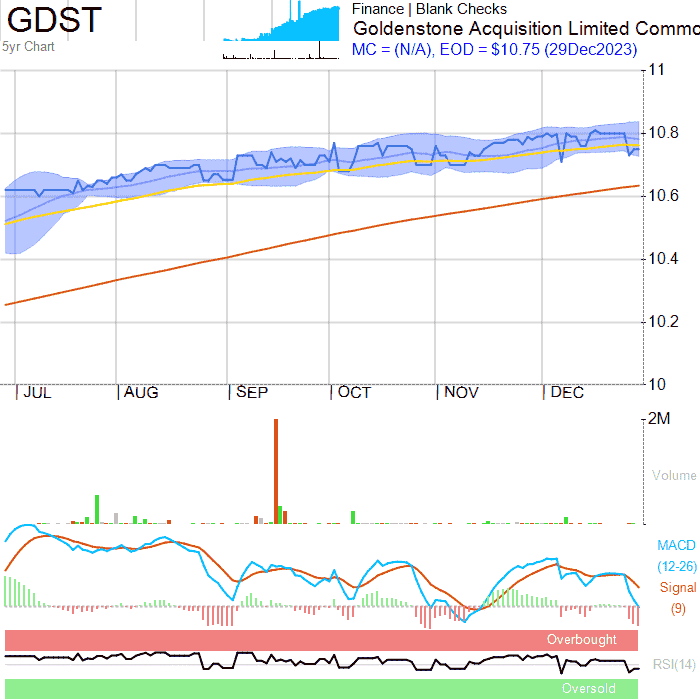 GDST
5yr Chart
Finance | Blank Checks
Goldenstone Acquisition Limited Commo
MC = (N/A), EOD = $10.75 (29Dec2023)
11
10.8
10.6
10.4
10.2
10
JUL AUG SEP OCT NOV DEC
2M
Volume
MACD
(12-26)
Signal
(9)
Overbought
RSI(14)
Oversold